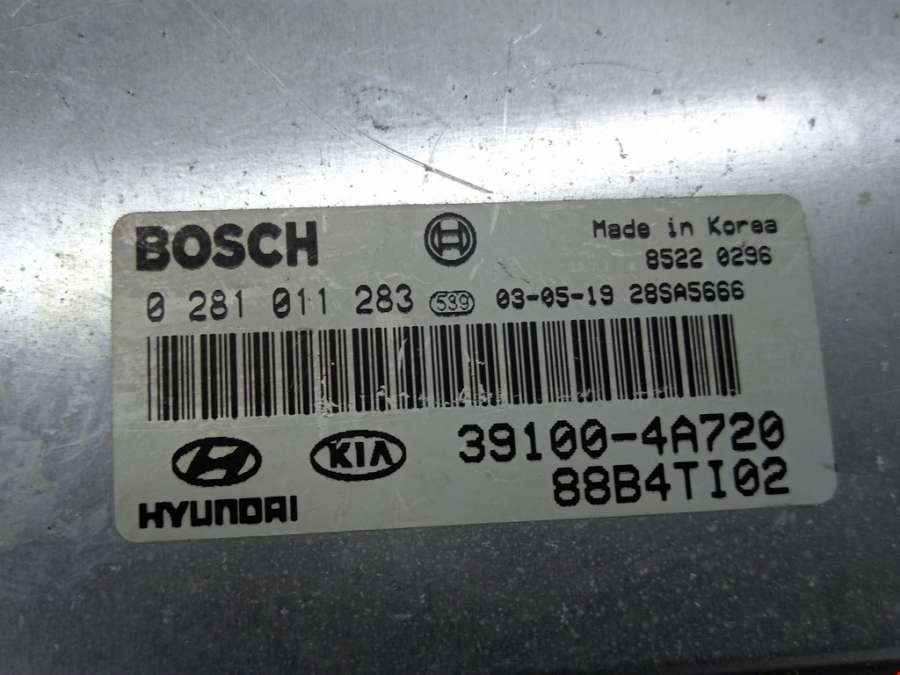 BOSCH
Made in Korea
8522 0296
0 281 011 283 539 03-05-19 28SA5666
39100-4A720
KIA
88B4TI02
HYUNDAI